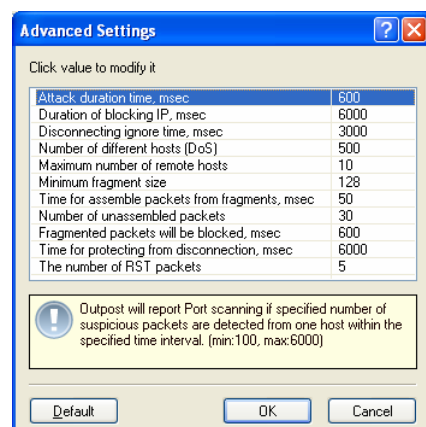 Advanced Settings
Click value to modify it
Attack duration time, msec 600
Duration of blocking IP, msec 6000
Disconnecting ignore time, msec 3000
Number of different hosts (DoS) 500
Maximum number of remote hosts 10
Minimum fragment size 128
Time for assemble packets from fragments, msec 50
Number of unassembled packets 30
Fragmented packets will be blocked, msec 600
Time for protecting from disconnection, msec 6000
The number of RST packets 5
Outpost will report Port scanning if specified number of
suspicious packets are detected from one host within the
specified time interval. (min:100, max:6000)
Default OK Cancel